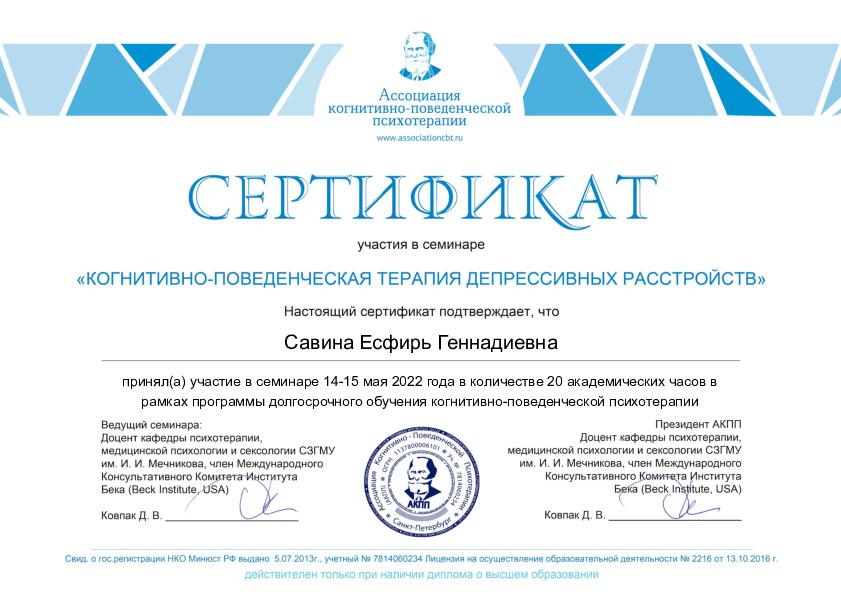 Ассоциация
когнитивно-поведенческой
психотерапии
www.associationcbt.ru
СЕРТИФИКАТ
участия в семинаре
«КОГНИТИВНО-ПОВЕДЕНЧЕСКАЯ ТЕРАПИЯ ДЕПРЕССИВНЫХ РАССТРОЙСТВ»
Настоящий сертификат подтверждает, что
Савина Есфирь Геннадиевна
принял(а) участие в семинаре 14-15 мая 2022 года в количестве 20 академических часов в
рамках программы долгосрочного обучения когнитивно-поведенческой психотерапии
Ведущий семинара:
Доцент кафедры психотерапии,
медицинской психологии и сексологии СЗГМУ
им. И. И. Мечникова, член Международного
Консультативного Комитета Института
Бека (Beck Institute, USA)
Ковпак Д. В.
Ассоциация Когнитивно-Поведенческой Психотерапии
(АКПП) * ОГРН 1137800006101 * Уч. № 7814060234
АКПП
* Санкт-Петербург *
Президент АКПП
Доцент кафедры психотерапии,
медицинской психологии и сексологии СЗГМУ
им. И. И. Мечникова, член Международного
Консультативного Комитета Института
Бека (Beck Institute, USA)
Ковпак Д. В.
Свид. о гос.регистрации НКО Минюст РФ выдано 5.07.2013г., учетный № 7814060234 Лицензия на осуществление образовательной деятельности № 2216 от 13.10.2016 г.
действителен только при наличии диплома о высшем образовании